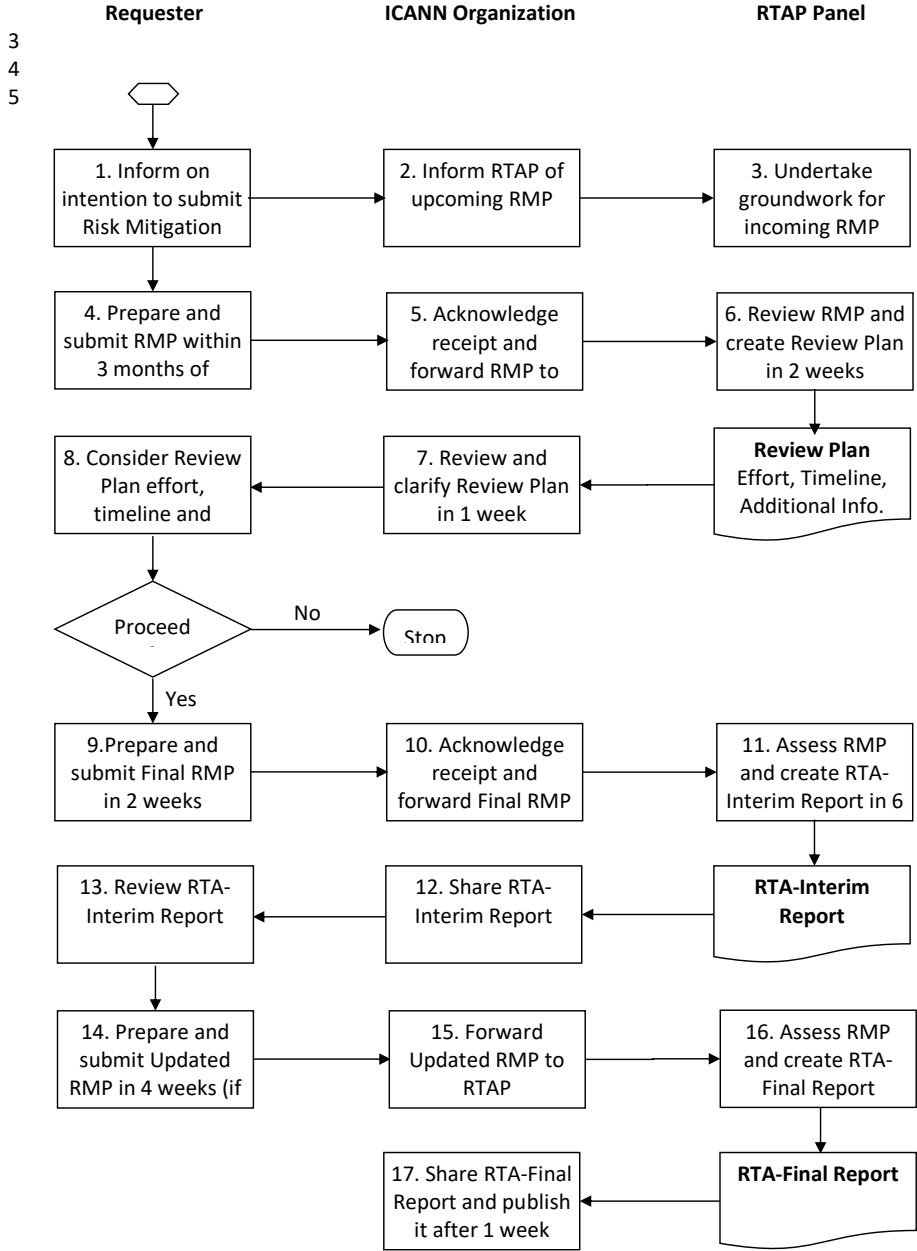 Requester ICANN Organization RTAP Panel
3
4
5
1. Inform on
intention to submit
Risk Mitigation
2. Inform RTAP of
upcoming RMP
3. Undertake
groundwork for
incoming RMP
4. Prepare and
submit RMP within
3 months of
5. Acknowledge
receipt and
forward RMP to
6. Review RMP and
create Review Plan
in 2 weeks
8. Consider Review
Plan effort,
timeline and
7. Review and
clarify Review Plan
in 1 week
Review Plan
Effort, Timeline,
Additional Info.
Proceed
No
Stop
Yes
9.Prepare and
submit Final RMP
in 2 weeks
10. Acknowledge
receipt and
forward Final RMP
11. Assess RMP
and create RTA-
Interim Report in 6
13. Review RTA-
Interim Report
12. Share RTA-
Interim Report
RTA-Interim
Report
14. Prepare and
submit Updated
RMP in 4 weeks (if
15. Forward
Updated RMP to
RTAP
16. Assess RMP
and create RTA-
Final Report
17. Share RTA-Final
Report and publish
it after 1 week
RTA-Final Report